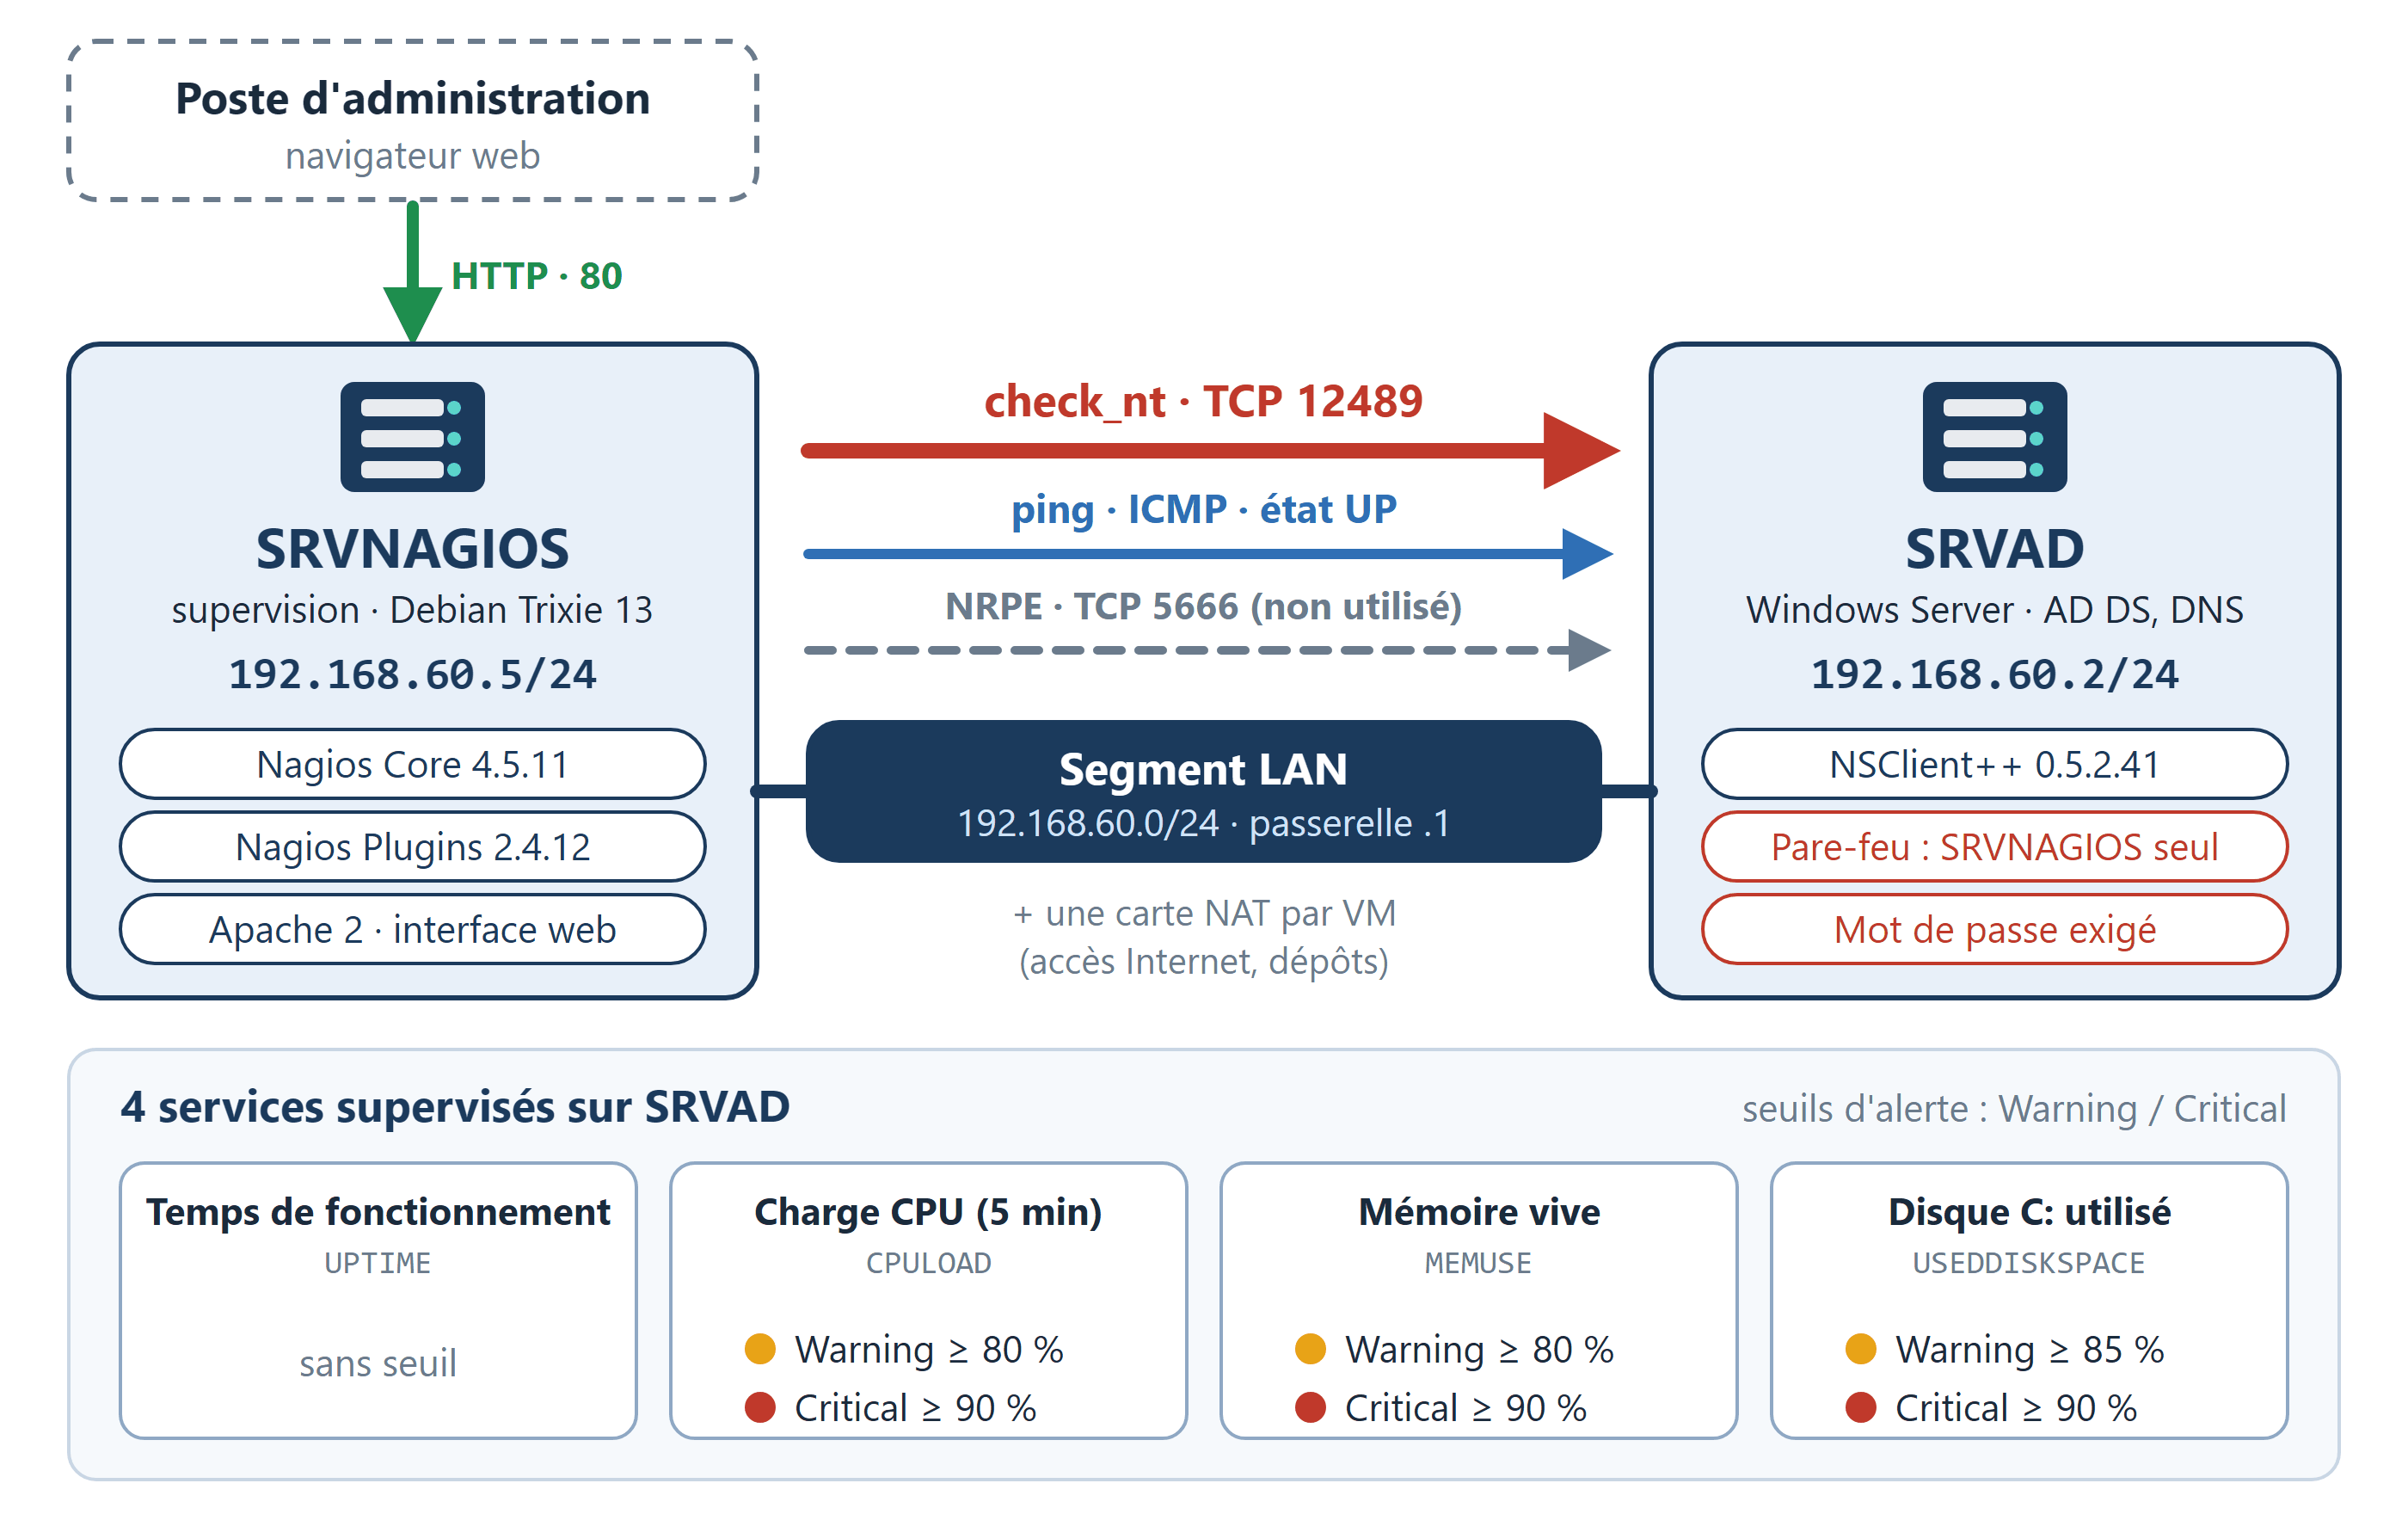 Poste d'administration
navigateur web
HTTP · 80
SRVNAGIOS
supervision · Debian Trixie 13
192.168.60.5/24
Nagios Core 4.5.11
Nagios Plugins 2.4.12
Apache 2 · interface web
check_nt · TCP 12489
ping · ICMP · état UP
NRPE · TCP 5666 (non utilisé)
Segment LAN
192.168.60.0/24 · passerelle .1
+ une carte NAT par VM
(accès Internet, dépôts)
SRVAD
Windows Server · AD DS, DNS
192.168.60.2/24
NSClient++ 0.5.2.41
Pare-feu : SRVNAGIOS seul
Mot de passe exigé
4 services supervisés sur SRVAD
seuils d'alerte : Warning / Critical
Temps de fonctionnement
UPTIME
sans seuil
Charge CPU (5 min)
CPULOAD
Warning ≥ 80 %
Critical ≥ 90 %
Mémoire vive
MEMUSE
Warning ≥ 80 %
Critical ≥ 90 %
Disque C: utilisé
USEDDISKSPACE
Warning ≥ 85 %
Critical ≥ 90 %